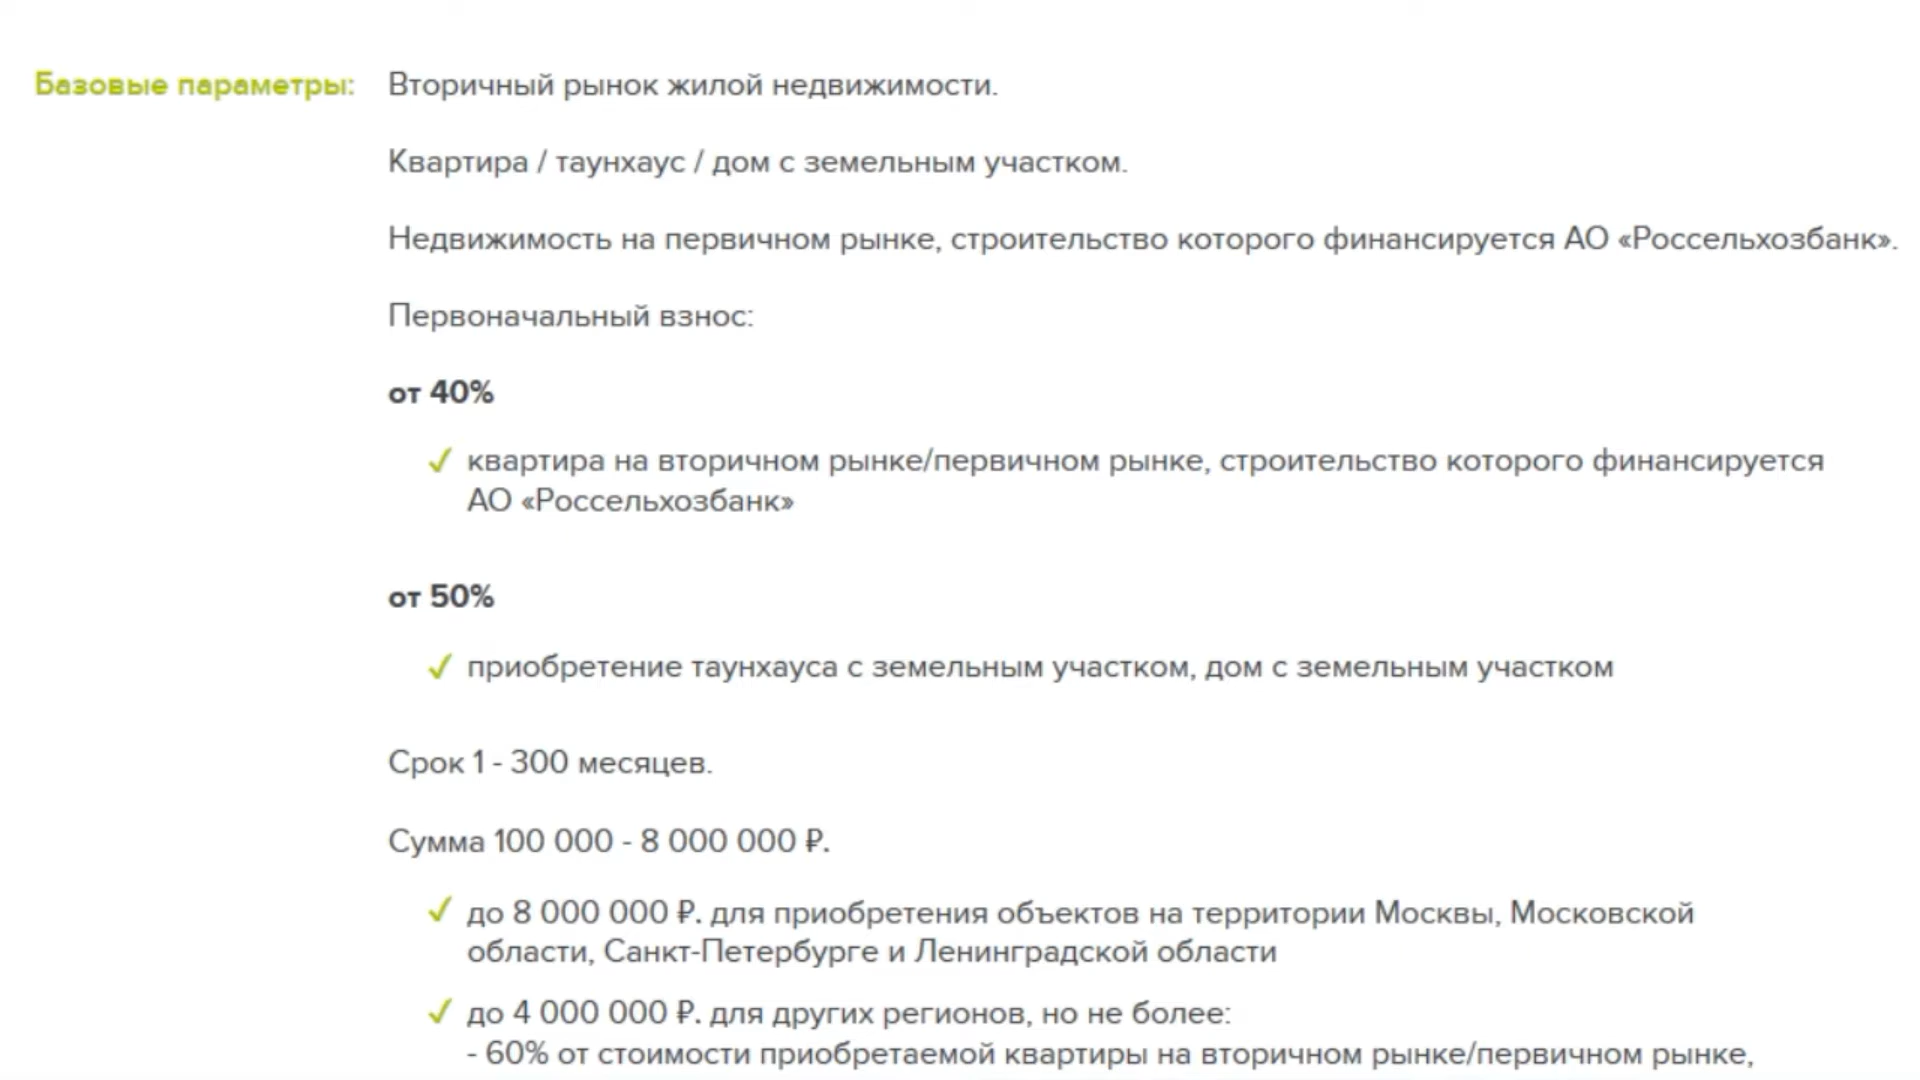 Базовые параметры: Вторичный рынок жилой недвижимости.
Квартира / таунхаус / дом с земельным участком.
Недвижимость на первичном рынке, строительство которого финансируется АО «Россельхозбанк».
Первоначальный взнос:
от 40%
✓ квартира на вторичном рынке/первичном рынке, строительство которого финансируется
АО «Россельхозбанк»
от 50%
✓ приобретение таунхауса с земельным участком, дом с земельным участком
Срок 1 - 300 месяцев.
Сумма 100 000 - 8 000 000 ₽.
✓ до 8 000 000 ₽. для приобретения объектов на территории Москвы, Московской
области, Санкт-Петербурге и Ленинградской области
✓ до 4 000 000 ₽. для других регионов, но не более:
- 60% от стоимости приобретаемой квартиры на вторичном рынке/первичном рынке,